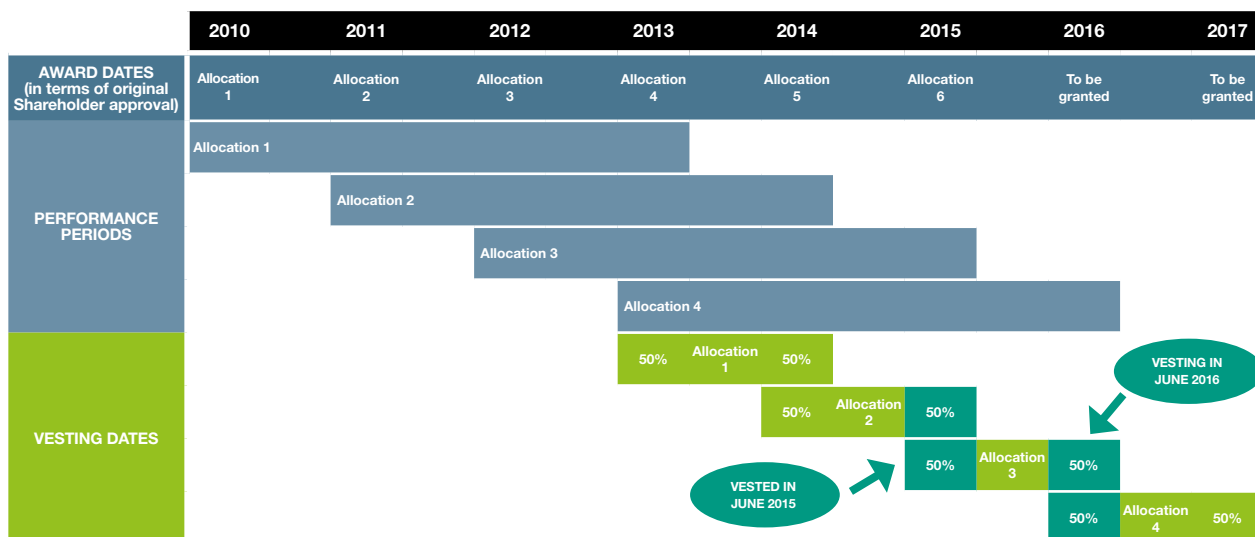 2010 2011 2012 2013 2014 2015 2016 2017
AWARD DATES
(in terms of original
Shareholder approval)
Allocation
1
Allocation
2
Allocation
3
Allocation
4
Allocation
5
Allocation
6
To be
granted
To be
granted
PERFORMANCE
PERIODS
Allocation 1
Allocation 2
Allocation 3
Allocation 4
VESTING DATES
50% Allocation
1
50%
50% Allocation
2
50%
VESTING IN
JUNE 2016
50% Allocation
3
50%
VESTED IN
JUNE 2015
50% Allocation
4
50%